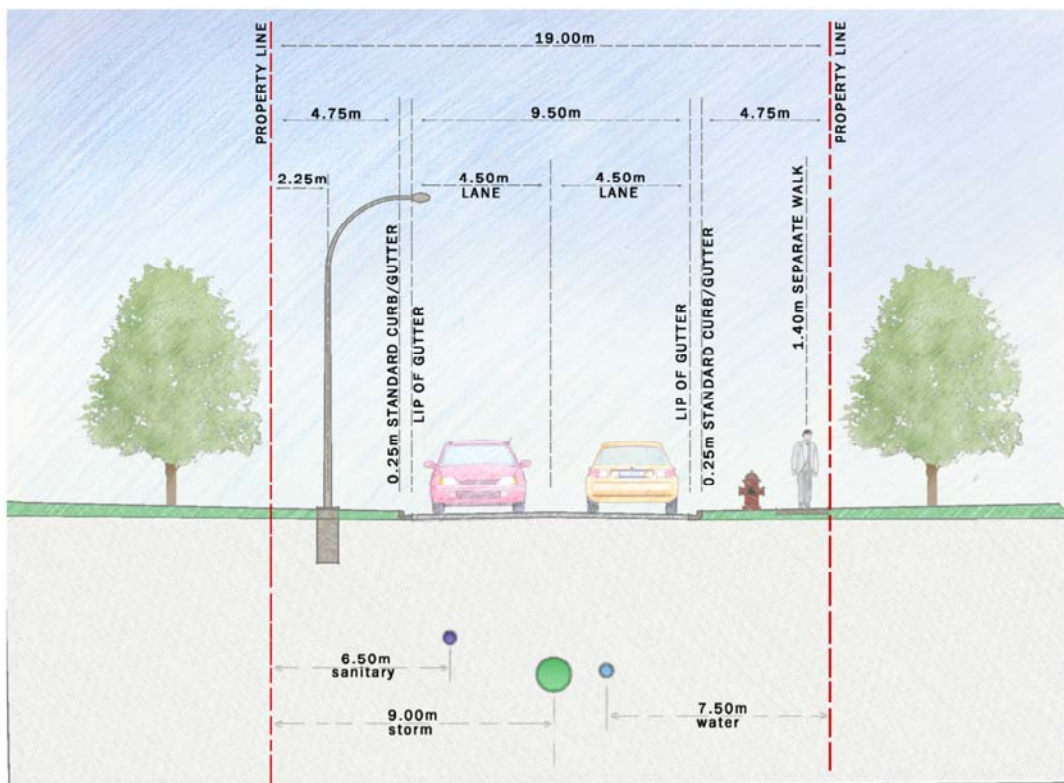 19.00m
PROPERTY LINE
PROPERTY LINE
4.75m
9.50m
4.75m
2.25m
4.50m
LANE
4.50m
LANE
0.25m STANDARD CURB/GUTTER
LIP OF GUTTER
LIP OF GUTTER
0.25m STANDARD CURB/GUTTER
1.40m SEPARATE WALK
6.50m
sanitary
9.00m
storm
7.50m
water